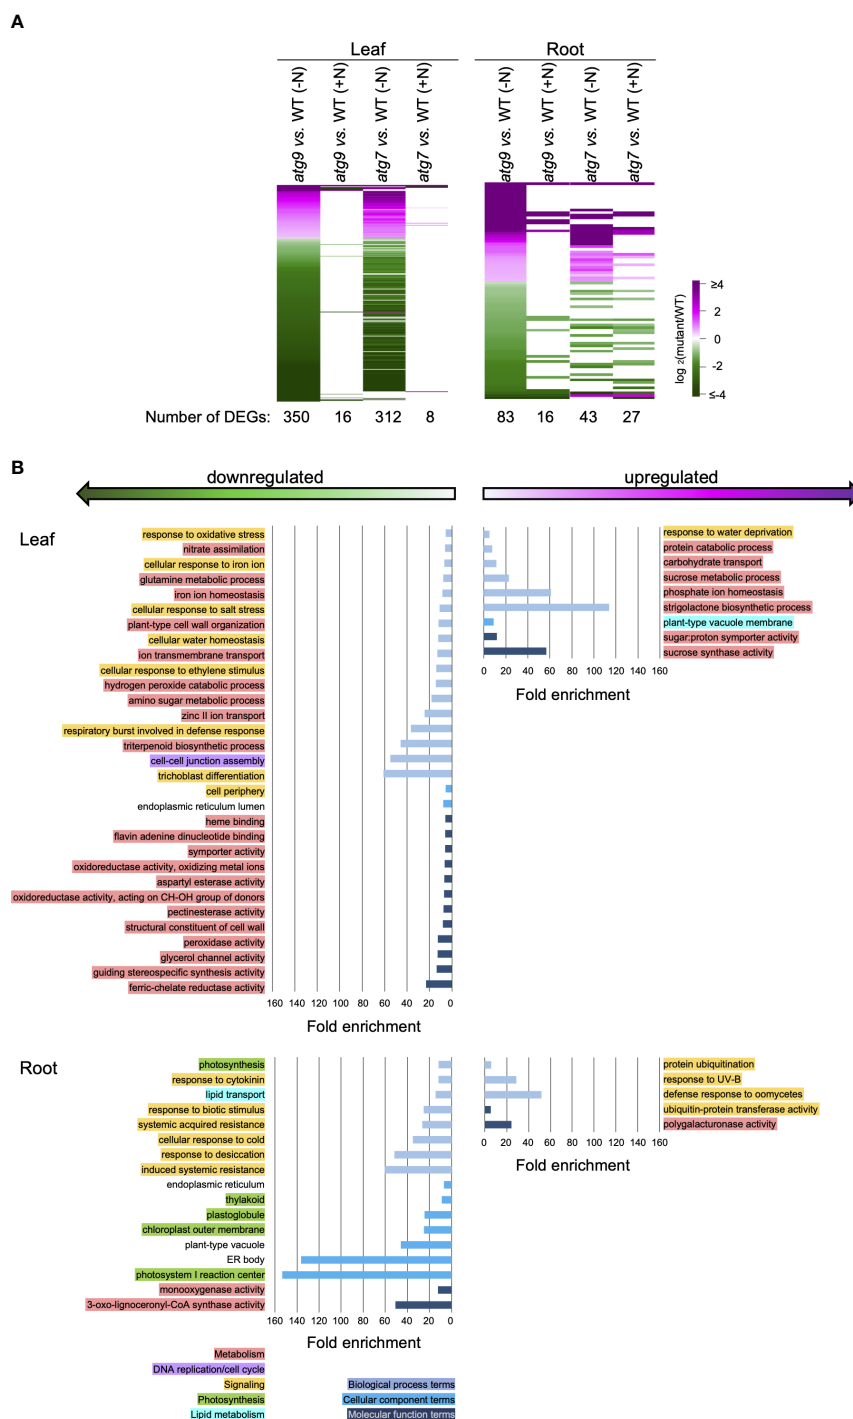 A
Leaf
Root
atg9 vs. WT (-N)
atg9 vs. WT (+N)
atg7 vs. WT (-N)
atg7 vs. WT (+N)
atg9 vs. WT (-N)
atg9 vs. WT (+N)
atg7 vs. WT (-N)
atg7 vs. WT (+N)
log 2(mutant/WT)
≥4
2
0
-2
≤-4
Number of DEGs: 350 16 312 8 83 16 43 27
B
downregulated
upregulated
Leaf
response to oxidative stress
nitrate assimilation
cellular response to iron ion
glutamine metabolic process
iron ion homeostasis
cellular response to salt stress
plant-type cell wall organization
cellular water homeostasis
ion transmembrane transport
cellular response to ethylene stimulus
hydrogen peroxide catabolic process
amino sugar metabolic process
zinc II ion transport
respiratory burst involved in defense response
triterpenoid biosynthetic process
cell-cell junction assembly
trichoblast differentiation
cell periphery
endoplasmic reticulum lumen
heme binding
flavin adenine dinucleotide binding
symporter activity
oxidoreductase activity, oxidizing metal ions
aspartyl esterase activity
oxidoreductase activity, acting on CH-OH group of donors
pectinesterase activity
structural constituent of cell wall
peroxidase activity
glycerol channel activity
guiding stereospecific synthesis activity
ferric-chelate reductase activity
160 140 120 100 80 60 40 20 0
Fold enrichment
response to water deprivation
protein catabolic process
carbohydrate transport
sucrose metabolic process
phosphate ion homeostasis
strigolactone biosynthetic process
plant-type vacuole membrane
sugar:proton symporter activity
sucrose synthase activity
0 20 40 60 80 100 120 140 160
Fold enrichment
Root
photosynthesis
response to cytokinin
lipid transport
response to biotic stimulus
systemic acquired resistance
cellular response to cold
response to desiccation
induced systemic resistance
endoplasmic reticulum
thylakoid
plastoglobule
chloroplast outer membrane
plant-type vacuole
ER body
photosystem I reaction center
monooxygenase activity
3-oxo-lignoceronyl-CoA synthase activity
160 140 120 100 80 60 40 20 0
Fold enrichment
protein ubiquitination
response to UV-B
defense response to oomycetes
ubiquitin-protein transferase activity
polygalacturonase activity
0 20 40 60 80 100 120 140 160
Fold enrichment
Metabolism
DNA replication/cell cycle
Signaling
Photosynthesis
Lipid metabolism
Biological process terms
Cellular component terms
Molecular function terms